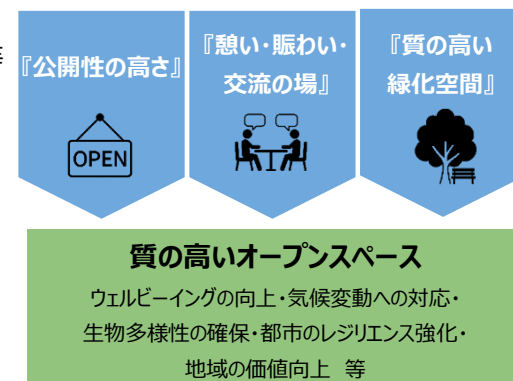 『公開性の高さ』
OPEN
『憩い・賑わい・
交流の場』
『質の高い
緑化空間』
質の高いオープンスペース
ウェルビーイングの向上・気候変動への対応・
生物多様性の確保・都市のレジリエンス強化・
地域の価値向上 等